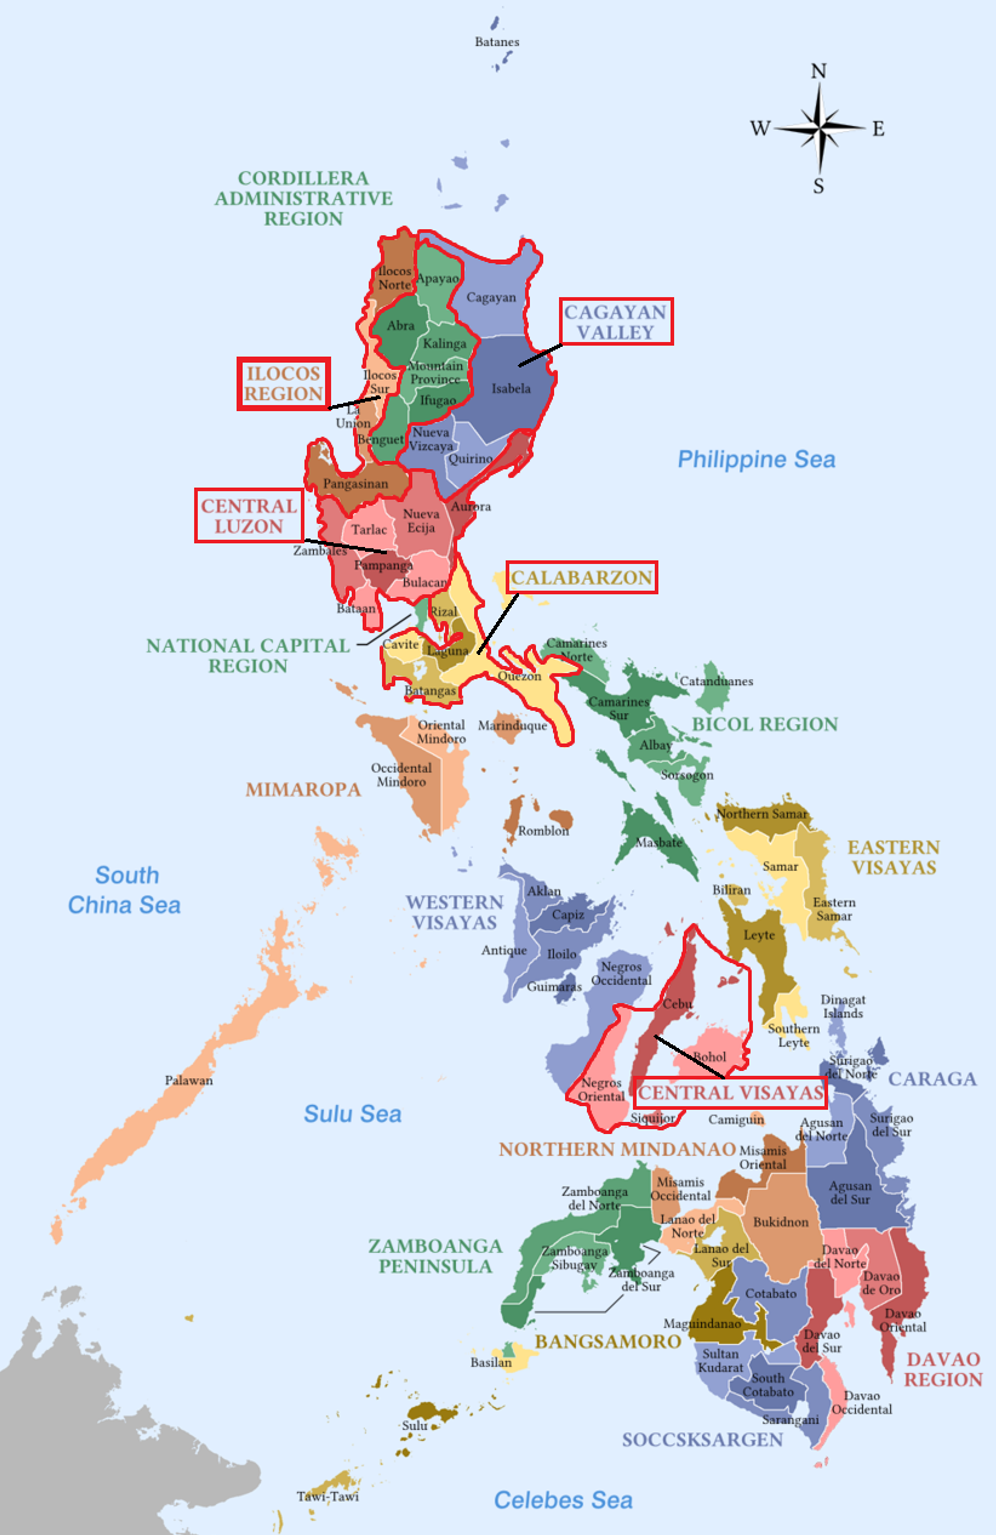 Batanes
N
W
E
S
CORDILLERA
ADMINISTRATIVE
REGION
Ilocos
Norte
Apayao
Cagayan
CAGAYAN
VALLEY
Abra
Kalinga
ILOCOS
REGION
Ilocos
Sur
Mountain
Province
Isabela
Ifugao
La
Union
Benguet
Nueva
Vizcaya
Quirino
Philippine Sea
Pangasinan
CENTRAL
LUZON
Aurora
Nueva
Ecija
Tarlac
Zambales
Pampanga
Bulacan
CALABARZON
Bataan
Rizal
NATIONAL CAPITAL
REGION
Cavite
Laguna
Camarines
Norte
Quezon
Batangas
Catanduanes
Camarines
Sur
BICOL REGION
Oriental
Mindoro
Marinduque
Albay
Occidental
Mindoro
Sorsogon
MIMAROPA
Northern Samar
Romblon
Masbate
EASTERN
VISAYAS
Samar
South
China Sea
Biliran
Eastern
Samar
WESTERN
VISAYAS
Aklan
Capiz
Leyte
Antique
Iloilo
Negros
Occidental
Guimaras
Cebu
Dinagat
Islands
Southern
Leyte
Bohol
Surigao
del Norte
CARAGA
Palawan
Negros
Oriental
CENTRAL VISAYAS
Sulu Sea
Siquijor
Camiguin
Agusan
del Norte
Surigao
del Sur
NORTHERN MINDANAO
Misamis
Oriental
Zamboanga
del Norte
Misamis
Occidental
Agusan
del Sur
Lanao del
Norte
Bukidnon
ZAMBOANGA
PENINSULA
Zamboanga
Sibugay
Lanao del
Sur
Davao
del Norte
Zamboanga
del Sur
Davao
de Oro
Cotabato
Maguindanao
Davao
Oriental
BANGSAMORO
Davao
del Sur
Basilan
Sultan
Kudarat
DAVAO
REGION
South
Cotabato
Davao
Occidental
Sulu
Sarangani
SOCCSKSARGEN
Tawi-Tawi
Celebes Sea